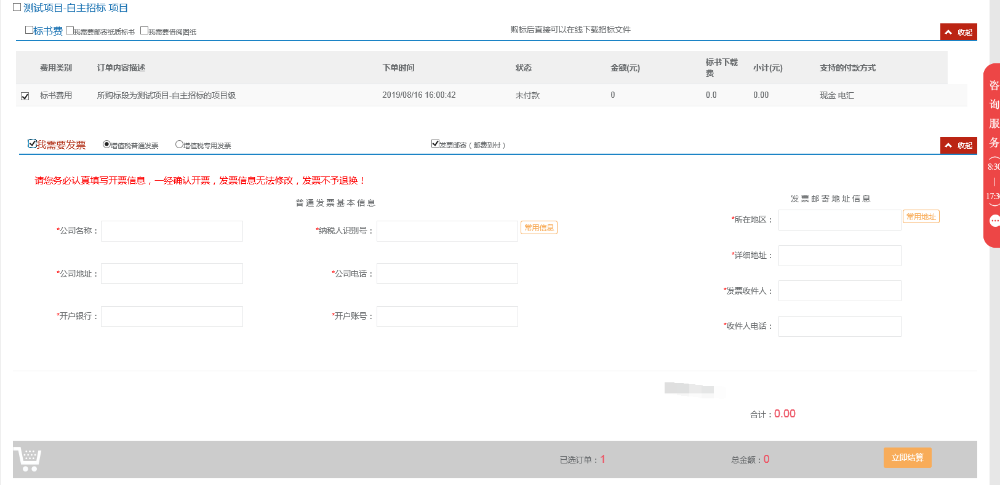 测试项目-自主招标 项目
标书费 我需要邮寄纸质标书 我需要借阅图纸 购标后直接可以在线下载招标文件 收起
费用类别 订单内容描述 下单时间 状态 金额(元) 标书下载费 小计(元) 支持的付款方式
标书费用 所购标段为测试项目-自主招标的项目级 2019/08/16 16:00:42 未付款 0 0.0 0.00 现金 电汇
我需要发票 增值税普通发票 增值税专用发票 发票邮寄（邮费到付） 收起
请您务必认真填写开票信息，一经确认开票，发票信息无法修改，发票不予退换！
普通发票基本信息
*公司名称： *纳税人识别号： 常用信息
*公司地址： *公司电话：
*开户银行： *开户账号：
发票邮寄地址信息
*所在地区： 常用地址
*详细地址：
*发票收件人：
*收件人电话：
合计：0.00
已选订单：1 总金额：0 立即结算
咨询服务
8:30
|
17:30